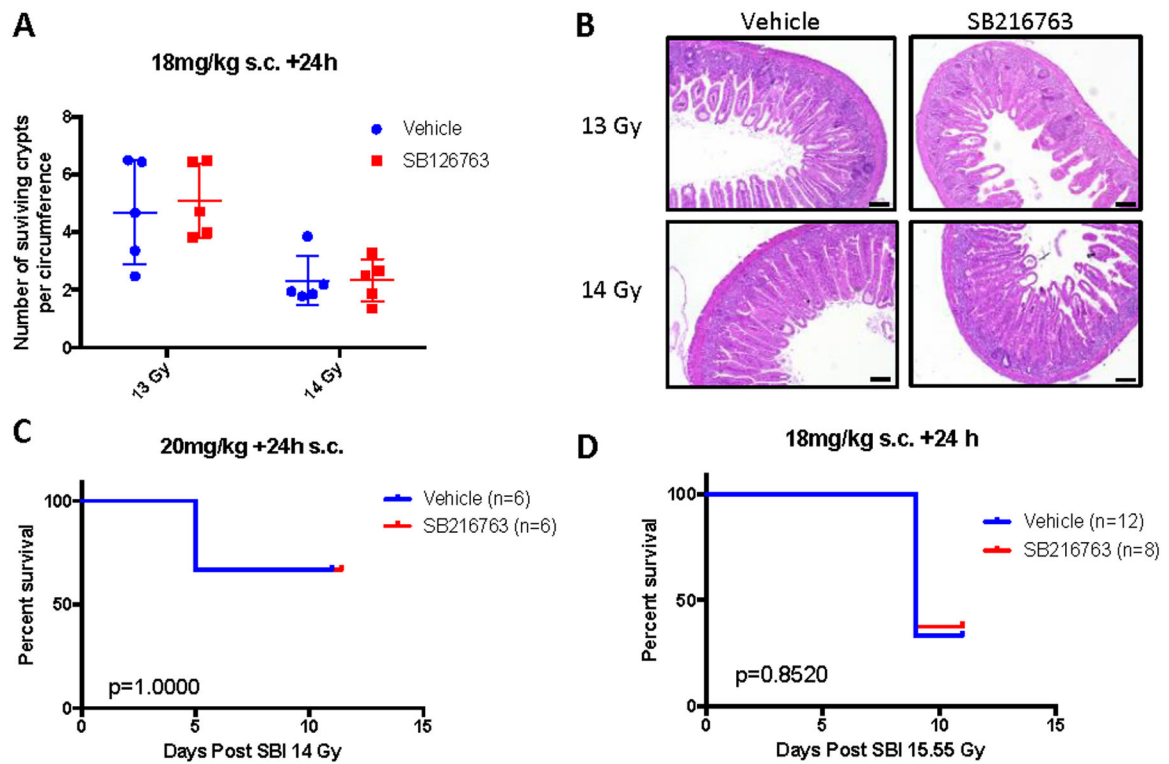 A
18mg/kg s.c. +24h
Number of suviving crypts
per circumference
8
6
4
2
0
13 Gy
14 Gy
Vehicle
SB126763
B
Vehicle
SB216763
13 Gy
14 Gy
C
20mg/kg +24h s.c.
Percent survival
100
50
0
0
5
10
15
Days Post SBI 14 Gy
Vehicle (n=6)
SB216763 (n=6)
p=1.0000
D
18mg/kg s.c. +24 h
Percent survival
100
50
0
0
5
10
15
Days Post SBI 15.55 Gy
Vehicle (n=12)
SB216763 (n=8)
p=0.8520